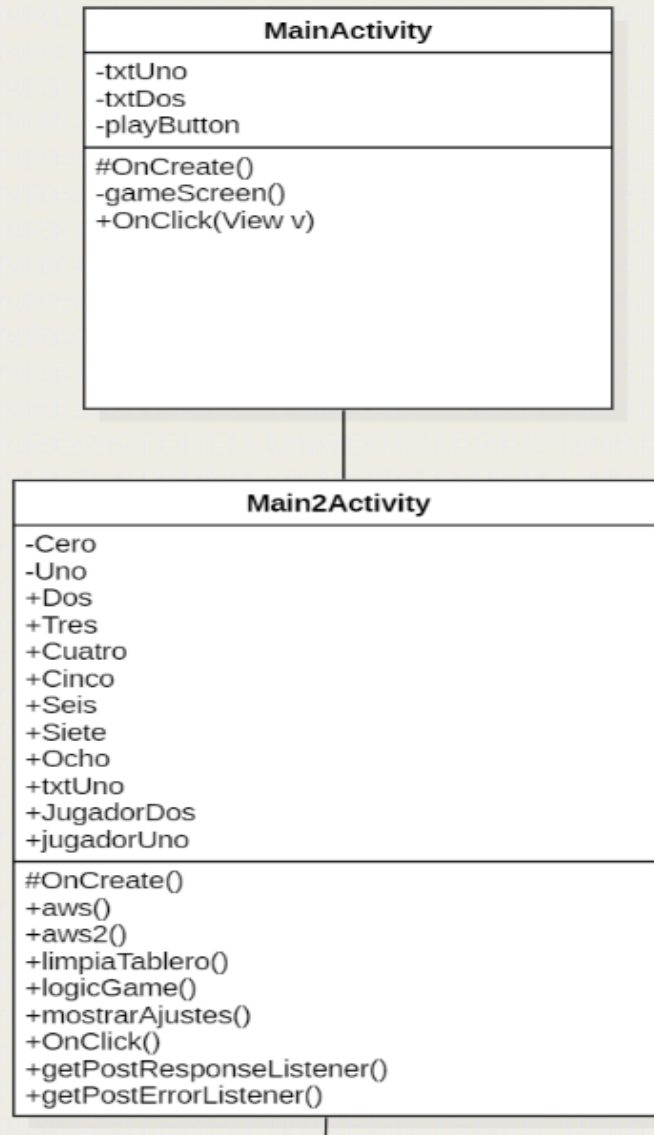 MainActivity
-txtUno
-txtDos
-playButton
#OnCreate()
-gameScreen()
+OnClick(View v)
Main2Activity
-Cero
-Uno
+Dos
+Tres
+Cuatro
+Cinco
+Seis
+Siete
+Ocho
+txtUno
+JugadorDos
+jugadorUno
#OnCreate()
+aws()
+aws2()
+limpiaTablero()
+logicGame()
+mostrarAjustes()
+OnClick()
+getPostResponseListener()
+getPostErrorListener()